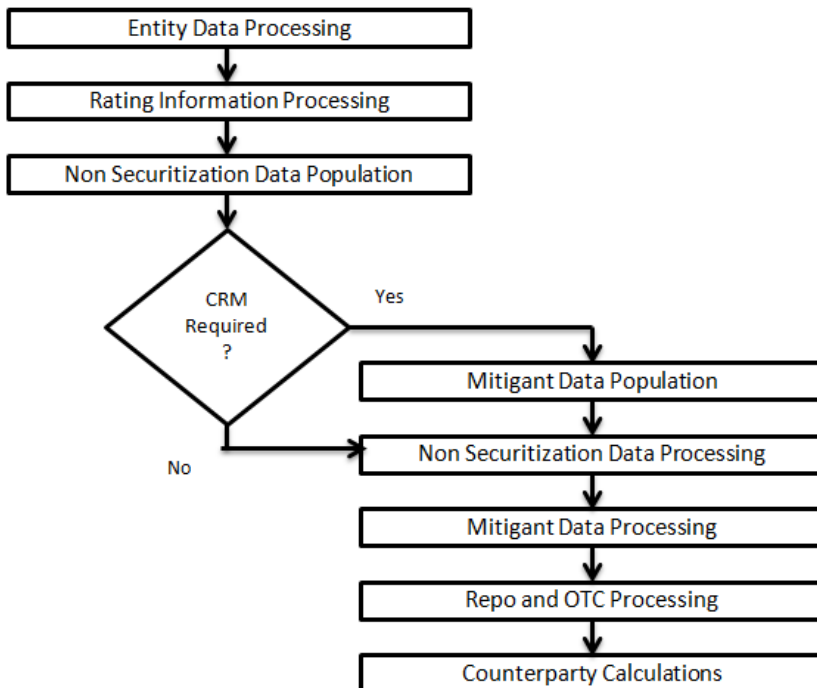 Entity Data Processing
Rating Information Processing
Non Securitization Data Population
CRM
Required
?
Yes
Mitigant Data Population
No
Non Securitization Data Processing
Mitigant Data Processing
Repo and OTC Processing
Counterparty Calculations